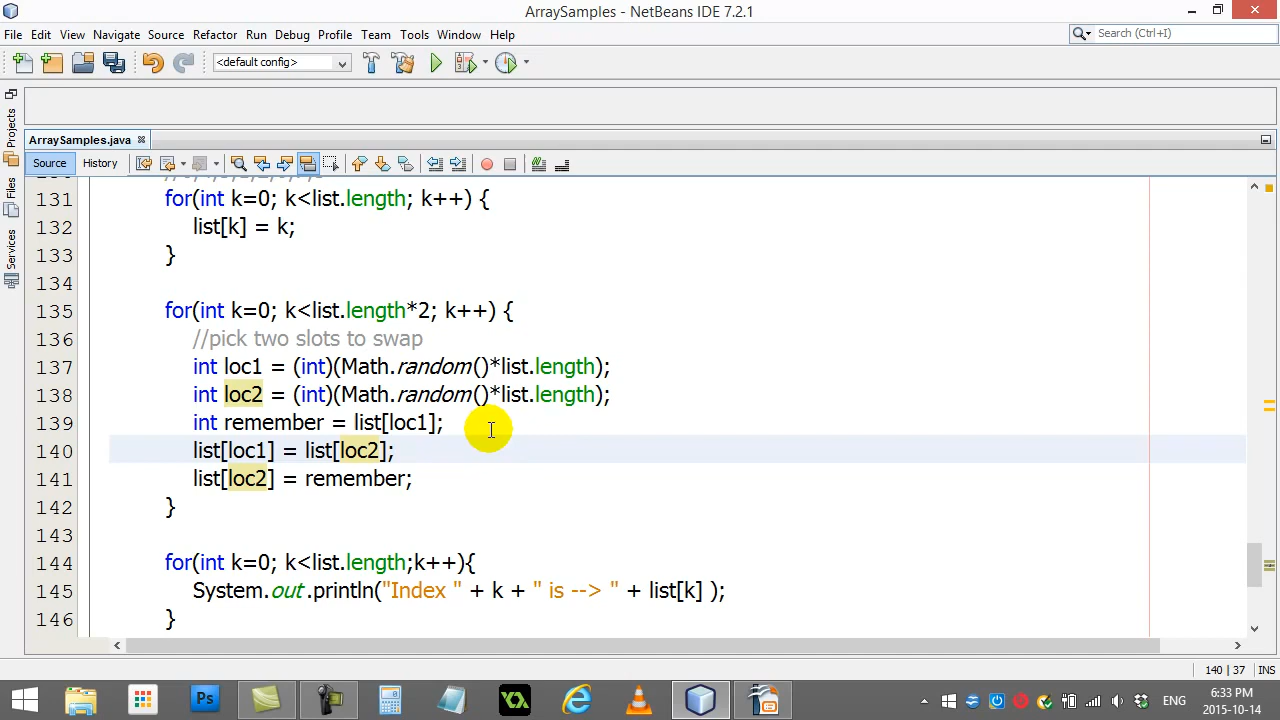 ArraySamples - NetBeans IDE 7.2.1
File Edit View Navigate Source Refactor Run Debug Profile Team Tools Window Help
Search (Ctrl+I)
<default config>
Projects
Files
Services
ArraySamples.java
Source History
131 for(int k=0; k<list.length; k++) {
132 list[k] = k;
133 }
134
135 for(int k=0; k<list.length*2; k++) {
136 //pick two slots to swap
137 int loc1 = (int)(Math.random()*list.length);
138 int loc2 = (int)(Math.random()*list.length);
139 int remember = list[loc1];
140 list[loc1] = list[loc2];
141 list[loc2] = remember;
142 }
143
144 for(int k=0; k<list.length;k++){
145 System.out.println("Index " + k + " is --> " + list[k] );
146 }
140 | 37 INS
Ps
ENG
6:33 PM
2015-10-14